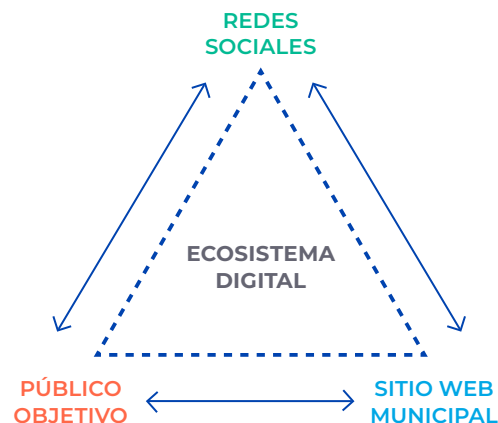 REDES
SOCIALES
ECOSISTEMA
DIGITAL
PÚBLICO
OBJETIVO
SITIO WEB
MUNICIPAL